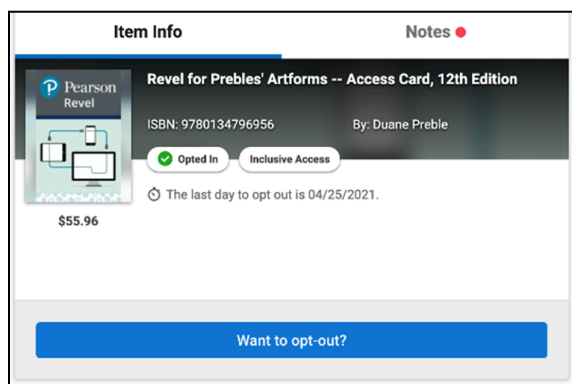 Item Info
Notes
Pearson
Revel
Revel for Prebles' Artforms -- Access Card, 12th Edition
ISBN: 9780134796956 By: Duane Preble
Opted In Inclusive Access
The last day to opt out is 04/25/2021.
$55.96
Want to opt-out?